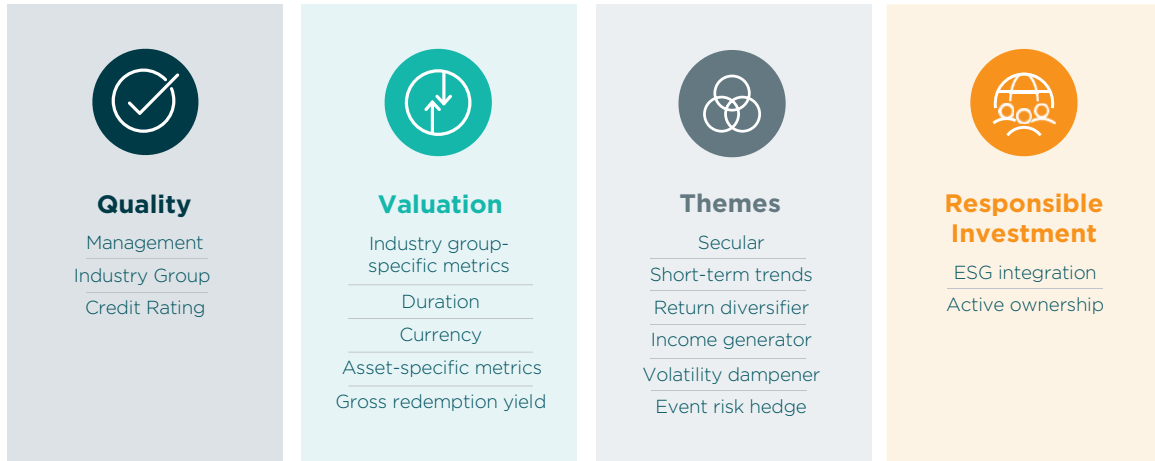 Quality
Management
Industry Group
Credit Rating
Valuation
Industry group-
specific metrics
Duration
Currency
Asset-specific metrics
Gross redemption yield
Themes
Secular
Short-term trends
Return diversifier
Income generator
Volatility dampener
Event risk hedge
Responsible
Investment
ESG integration
Active ownership